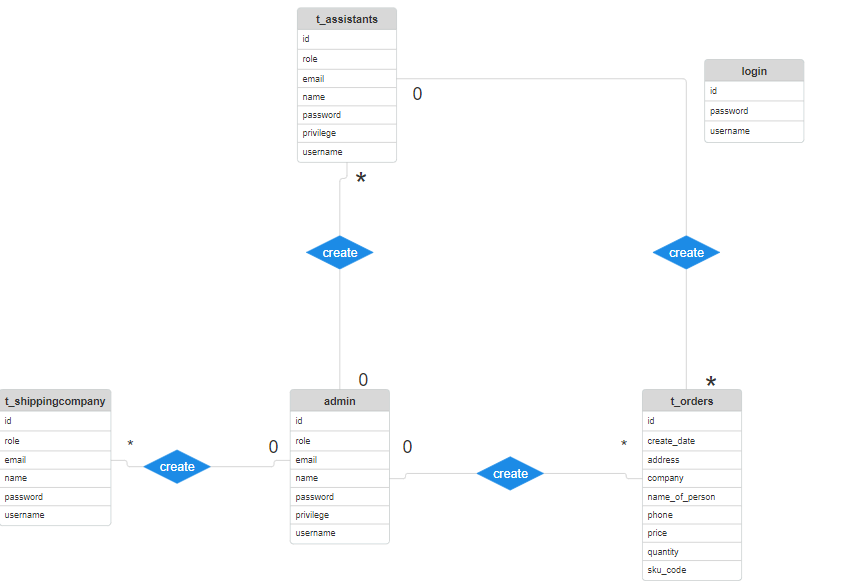 t_assistants
id
role
email
name
password
privilege
username
0
*
login
id
password
username
create
create
0
*
t_shippingcompany
id
role
email
name
password
username
*
create
0
admin
id
role
email
name
password
privilege
username
0
create
*
t_orders
id
create_date
address
company
name_of_person
phone
price
quantity
sku_code